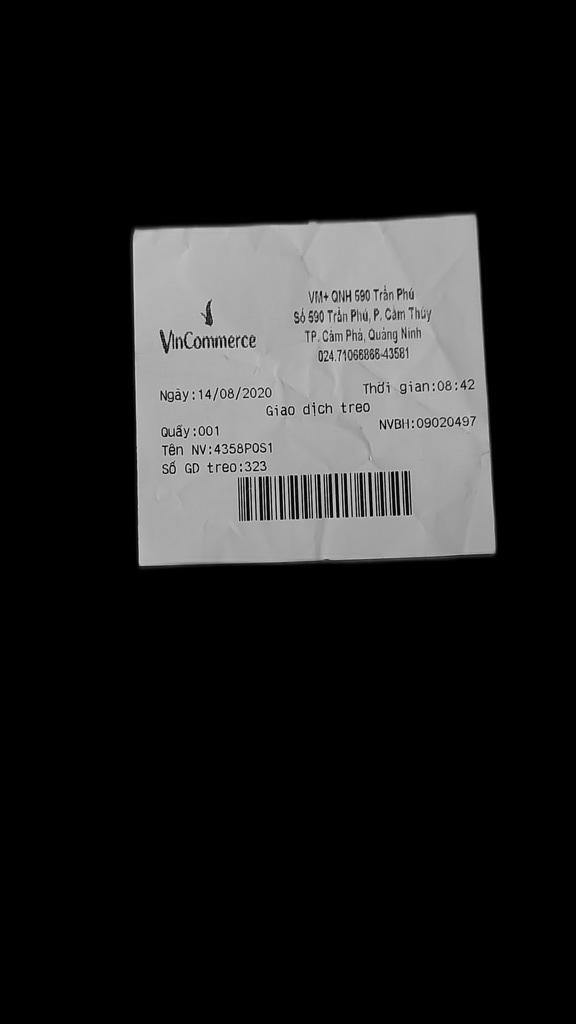 VinCommerce
VM+ QNH 590 Trần Phú
Số 590 Trần Phú, P. Cẩm Thủy
TP. Cẩm Phả, Quảng Ninh
024.71066866-43581
Ngày:14/08/2020 Thời gian:08:42
Giao dịch treo
Quầy:001 NVBH:09020497
Tên NV:4358POS1
Số GD treo:323